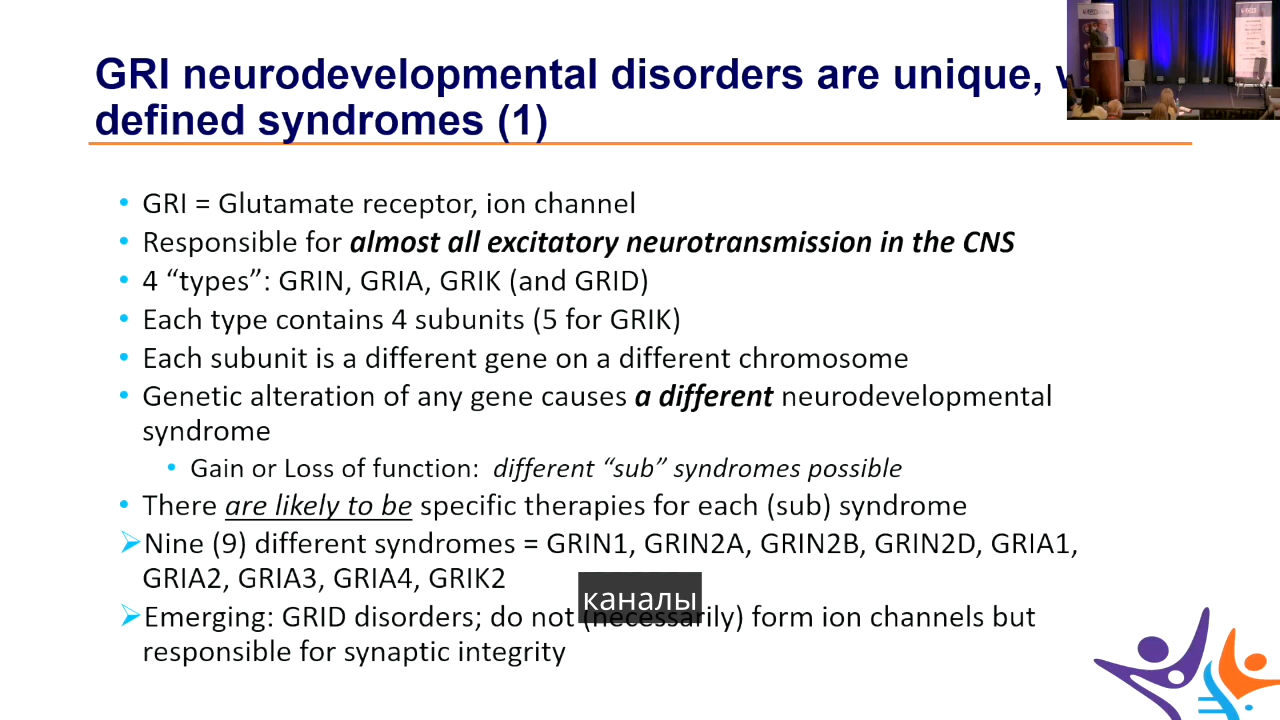 GRI neurodevelopmental disorders are unique,
defined syndromes (1)
• GRI = Glutamate receptor, ion channel
• Responsible for almost all excitatory neurotransmission in the CNS
• 4 “types”: GRIN, GRIA, GRIK (and GRID)
• Each type contains 4 subunits (5 for GRIK)
• Each subunit is a different gene on a different chromosome
• Genetic alteration of any gene causes a different neurodevelopmental
syndrome
• Gain or Loss of function: different “sub” syndromes possible
• There are likely to be specific therapies for each (sub) syndrome
➢Nine (9) different syndromes = GRIN1, GRIN2A, GRIN2B, GRIN2D, GRIA1,
GRIA2, GRIA3, GRIA4, GRIK2
каналы
➢Emerging: GRID disorders; do not (necessarily) form ion channels but
responsible for synaptic integrity